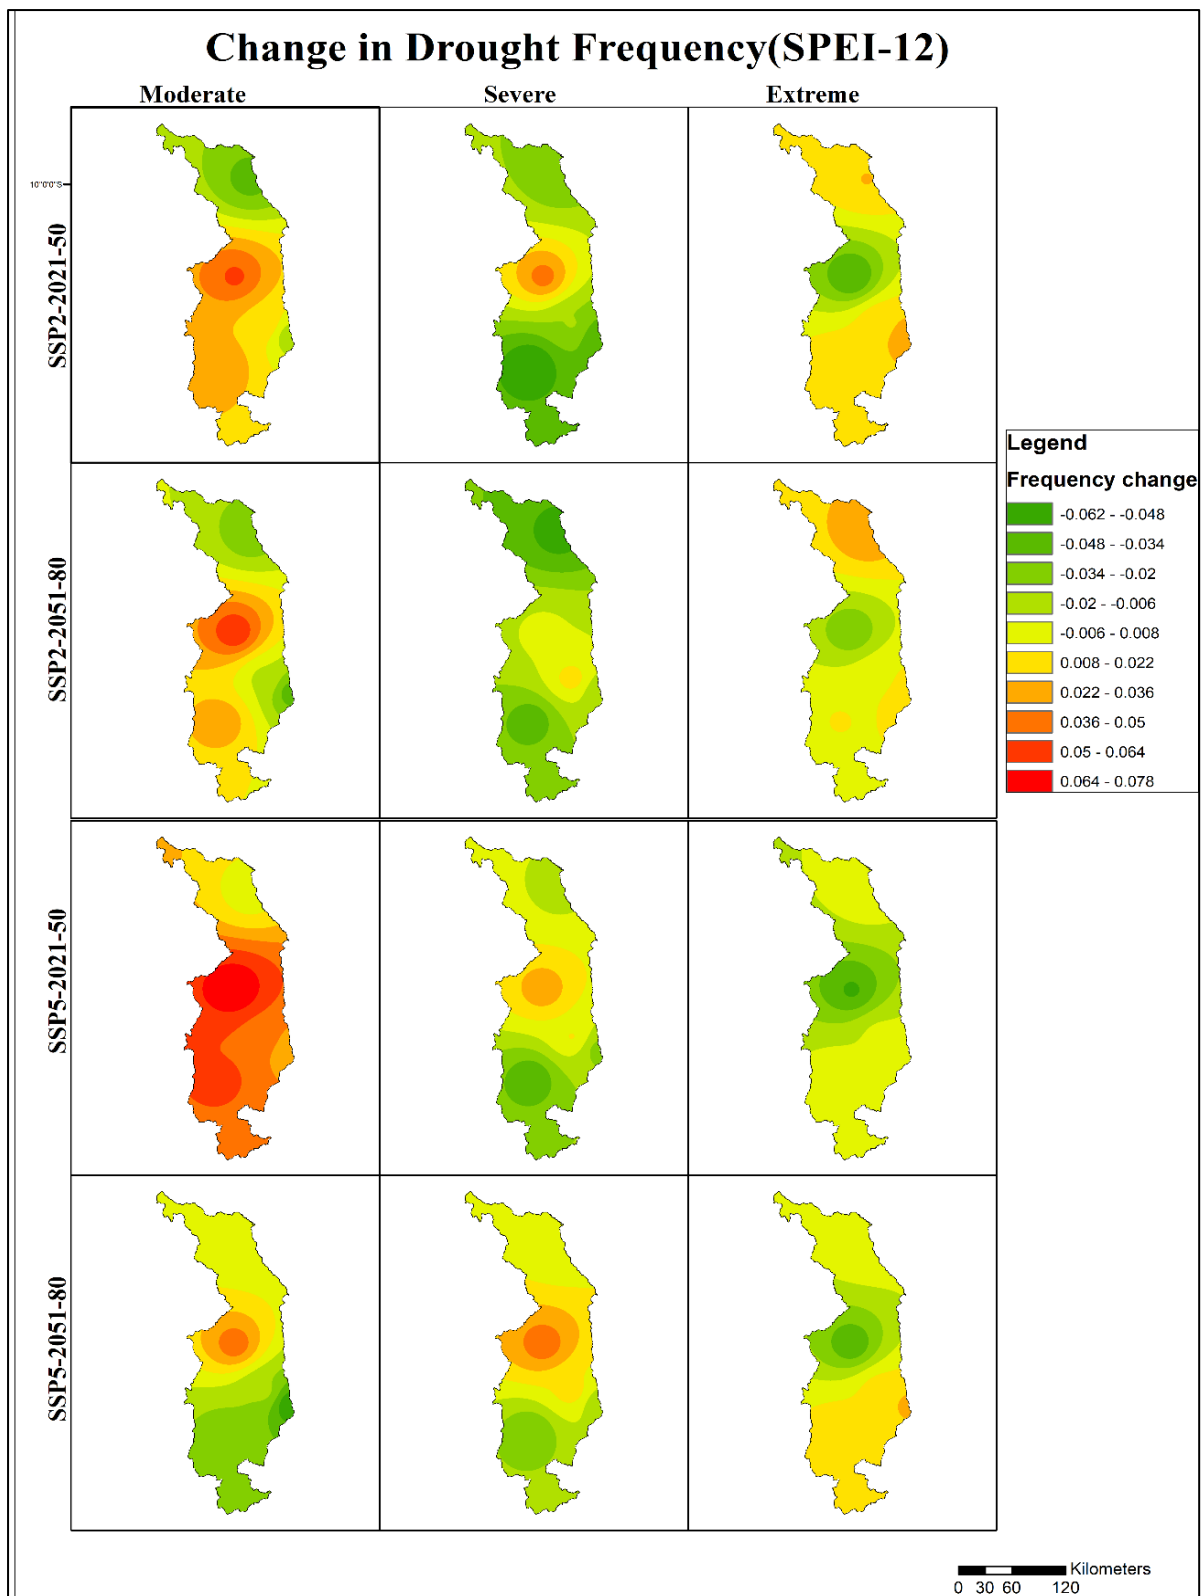 Change in Drought Frequency(SPEI-12)
Moderate
Severe
Extreme
10°0'0"S
SSP2-2021-50
SSP2-2051-80
SSP5-2021-50
SSP5-2051-80
Legend
Frequency change
-0.062 - -0.048
-0.048 - -0.034
-0.034 - -0.02
-0.02 - -0.006
-0.006 - 0.008
0.008 - 0.022
0.022 - 0.036
0.036 - 0.05
0.05 - 0.064
0.064 - 0.078
Kilometers
0 30 60 120